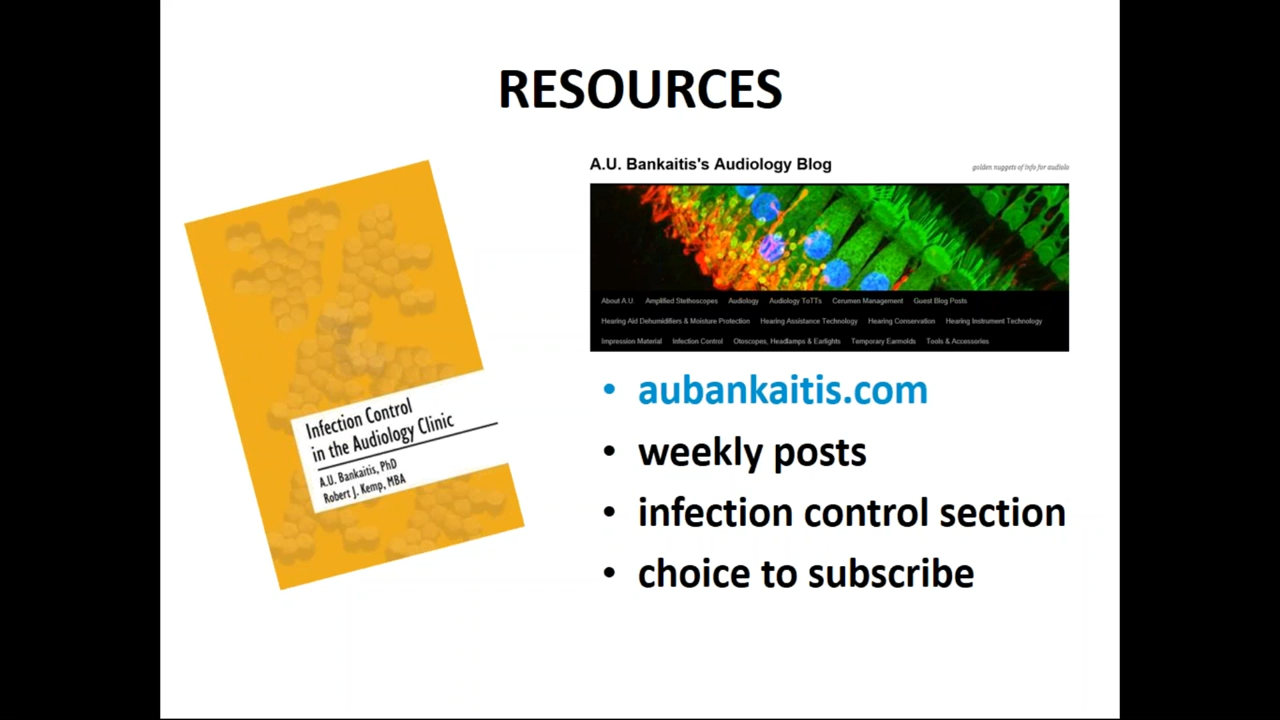 RESOURCES
Infection Control
in the Audiology Clinic
A.U. Bankaitis, PhD
Robert J. Kemp, MBA
A.U. Bankaitis's Audiology Blog
golden nuggets of info for audiolo
About A.U. Amplified Stethoscopes Audiology Audiology ToTTs Cerumen Management Guest Blog Posts
Hearing Aid Dehumidifiers & Moisture Protection Hearing Assistance Technology Hearing Conservation Hearing Instrument Technology
Impression Material Infection Control Otoscopes, Headlamps & Earlights Temporary Earmolds Tools & Accessories
• aubankaitis.com
• weekly posts
• infection control section
• choice to subscribe